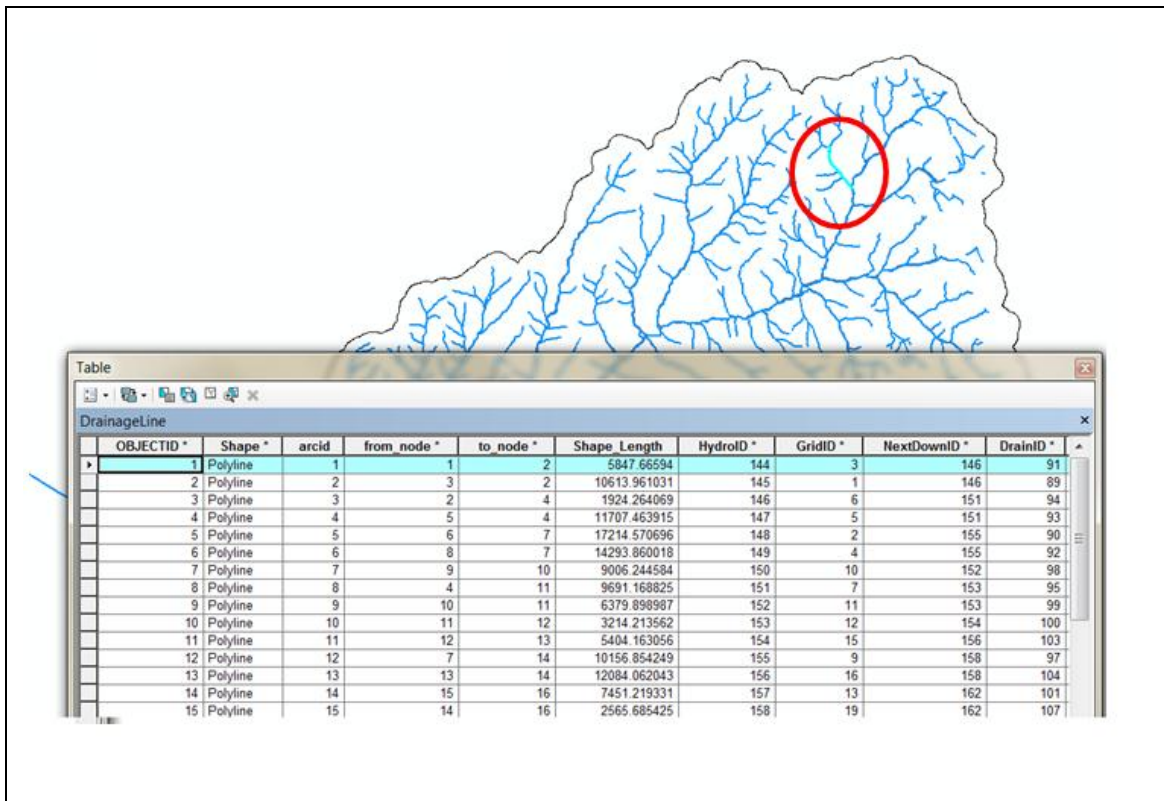 Table
DrainageLine
OBJECTID * Shape * arcid from_node * to_node * Shape_Length HydroID * GridID * NextDownID * DrainID *
1 Polyline 1 1 2 5847.66594 144 3 146 91
2 Polyline 2 3 2 10613.961031 145 1 146 89
3 Polyline 3 2 4 1924.264069 146 6 151 94
4 Polyline 4 5 4 11707.463915 147 5 151 93
5 Polyline 5 6 7 17214.570696 148 2 155 90
6 Polyline 6 8 7 14293.860018 149 4 155 92
7 Polyline 7 9 10 9006.244584 150 10 152 98
8 Polyline 8 4 11 9691.168825 151 7 153 95
9 Polyline 9 10 11 6379.898987 152 11 153 99
10 Polyline 10 11 12 3214.213562 153 12 154 100
11 Polyline 11 12 13 5404.163056 154 15 156 103
12 Polyline 12 7 14 10156.854249 155 9 158 97
13 Polyline 13 13 14 12084.062043 156 16 158 104
14 Polyline 14 15 16 7451.219331 157 13 162 101
15 Polyline 15 14 16 2565.685425 158 19 162 107